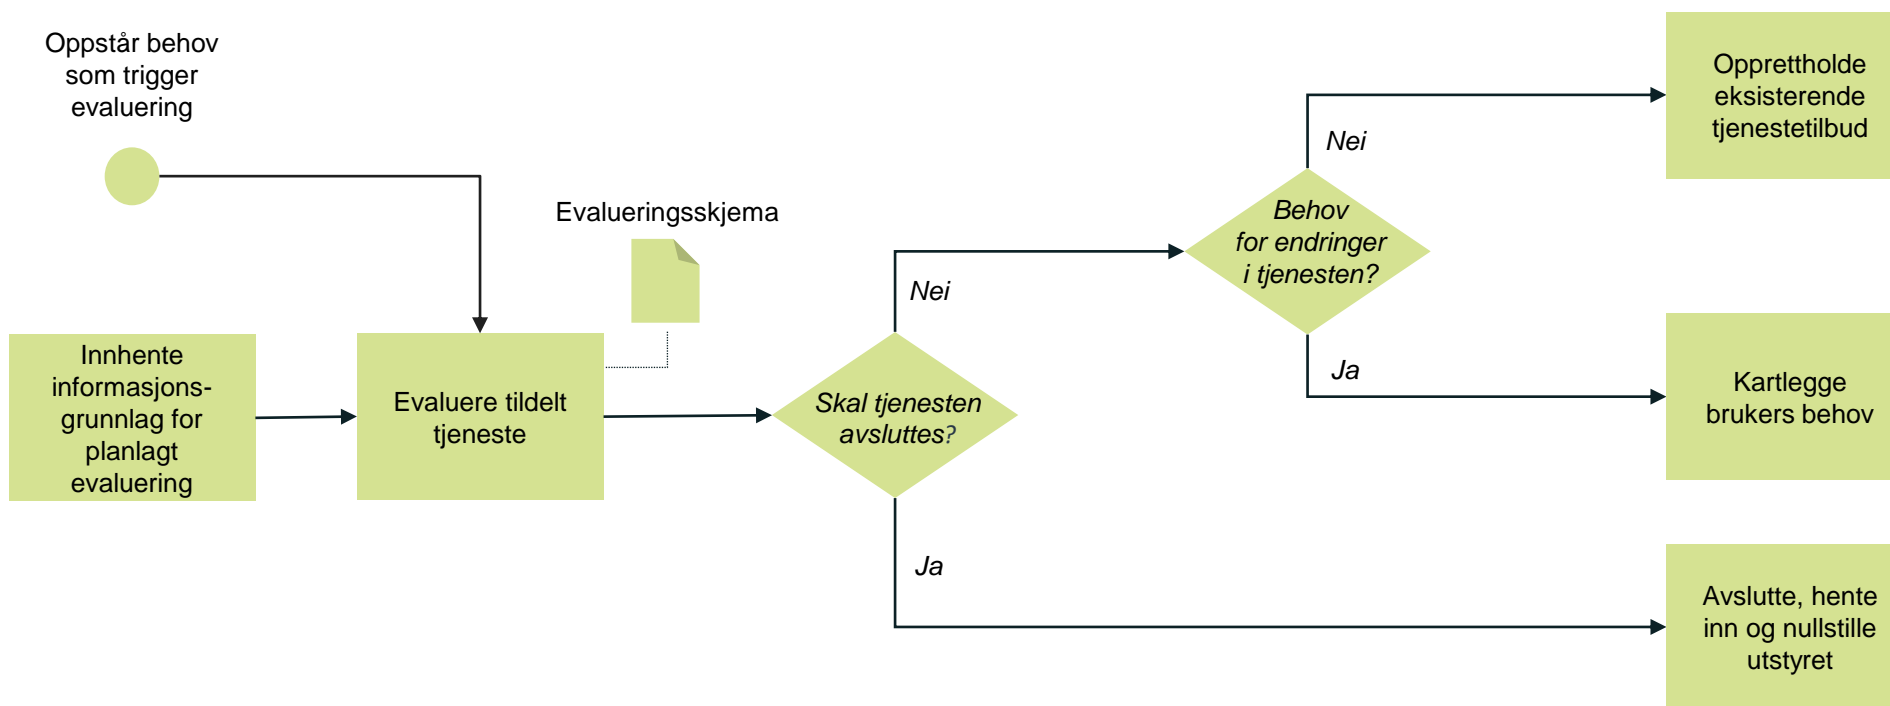 Oppstår behov
som trigger
evaluering
Evalueringsskjema
Innhente
informasjons-
grunnlag for
planlagt
evaluering
Evaluere tildelt
tjeneste
Skal tjenesten
avsluttes?
Nei
Ja
Behov
for endringer
i tjenesten?
Nei
Ja
Opprettholde
eksisterende
tjenestetilbud
Kartlegge
brukers behov
Avslutte, hente
inn og nullstille
utstyret